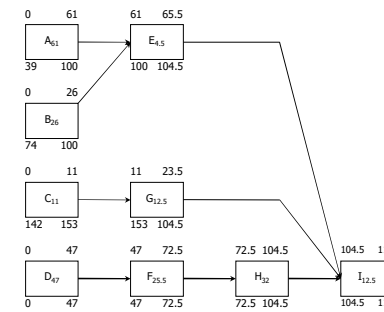 0 61 61 65.5
A61 E4.5
39 100 100 104.5
0 26
B26
74 100
0 11 11 23.5
C11 G12.5
142 153 153 104.5
0 47 47 72.5 72.5 104.5 104.5
D47 F25.5 H32 I12.5
0 47 47 72.5 72.5 104.5 104.5